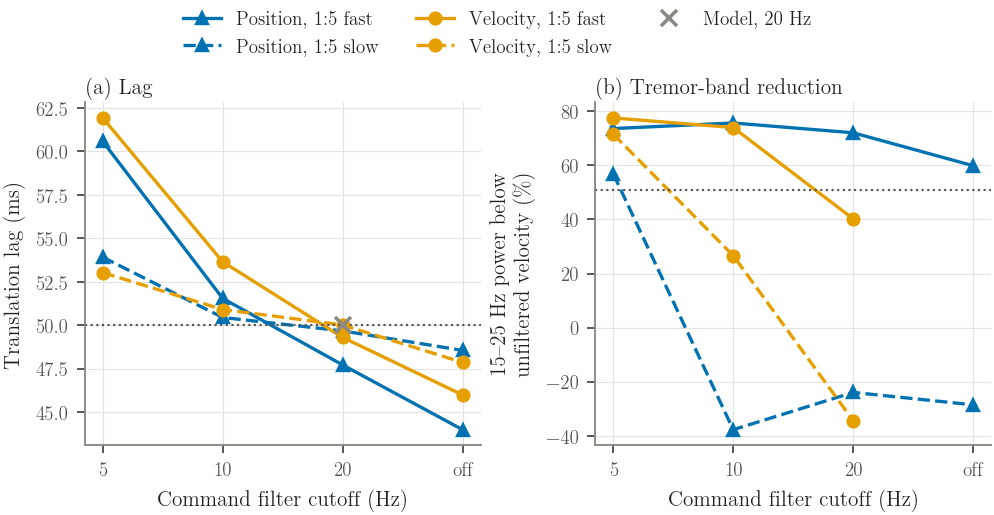 Position, 1:5 fast
Position, 1:5 slow
Velocity, 1:5 fast
Velocity, 1:5 slow
Model, 20 Hz
(a) Lag
Translation lag (ms)
62.5
60.0
57.5
55.0
52.5
50.0
47.5
45.0
5
10
20
off
Command filter cutoff (Hz)
(b) Tremor-band reduction
15–25 Hz power below
unfiltered velocity (%)
80
60
40
20
0
−20
−40
5
10
20
off
Command filter cutoff (Hz)